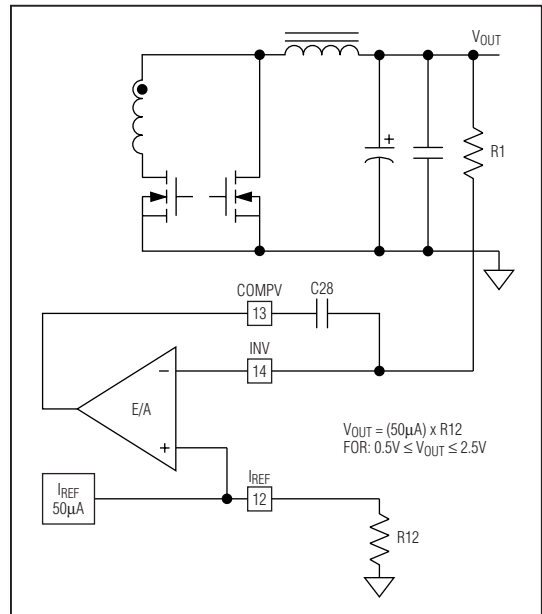 VOUT
R1
COMPV
C28
13
INV
14
−
E/A
+
VOUT = (50µA) x R12
FOR: 0.5V ≤ VOUT ≤ 2.5V
IREF
50µA
IREF
12
R12
+